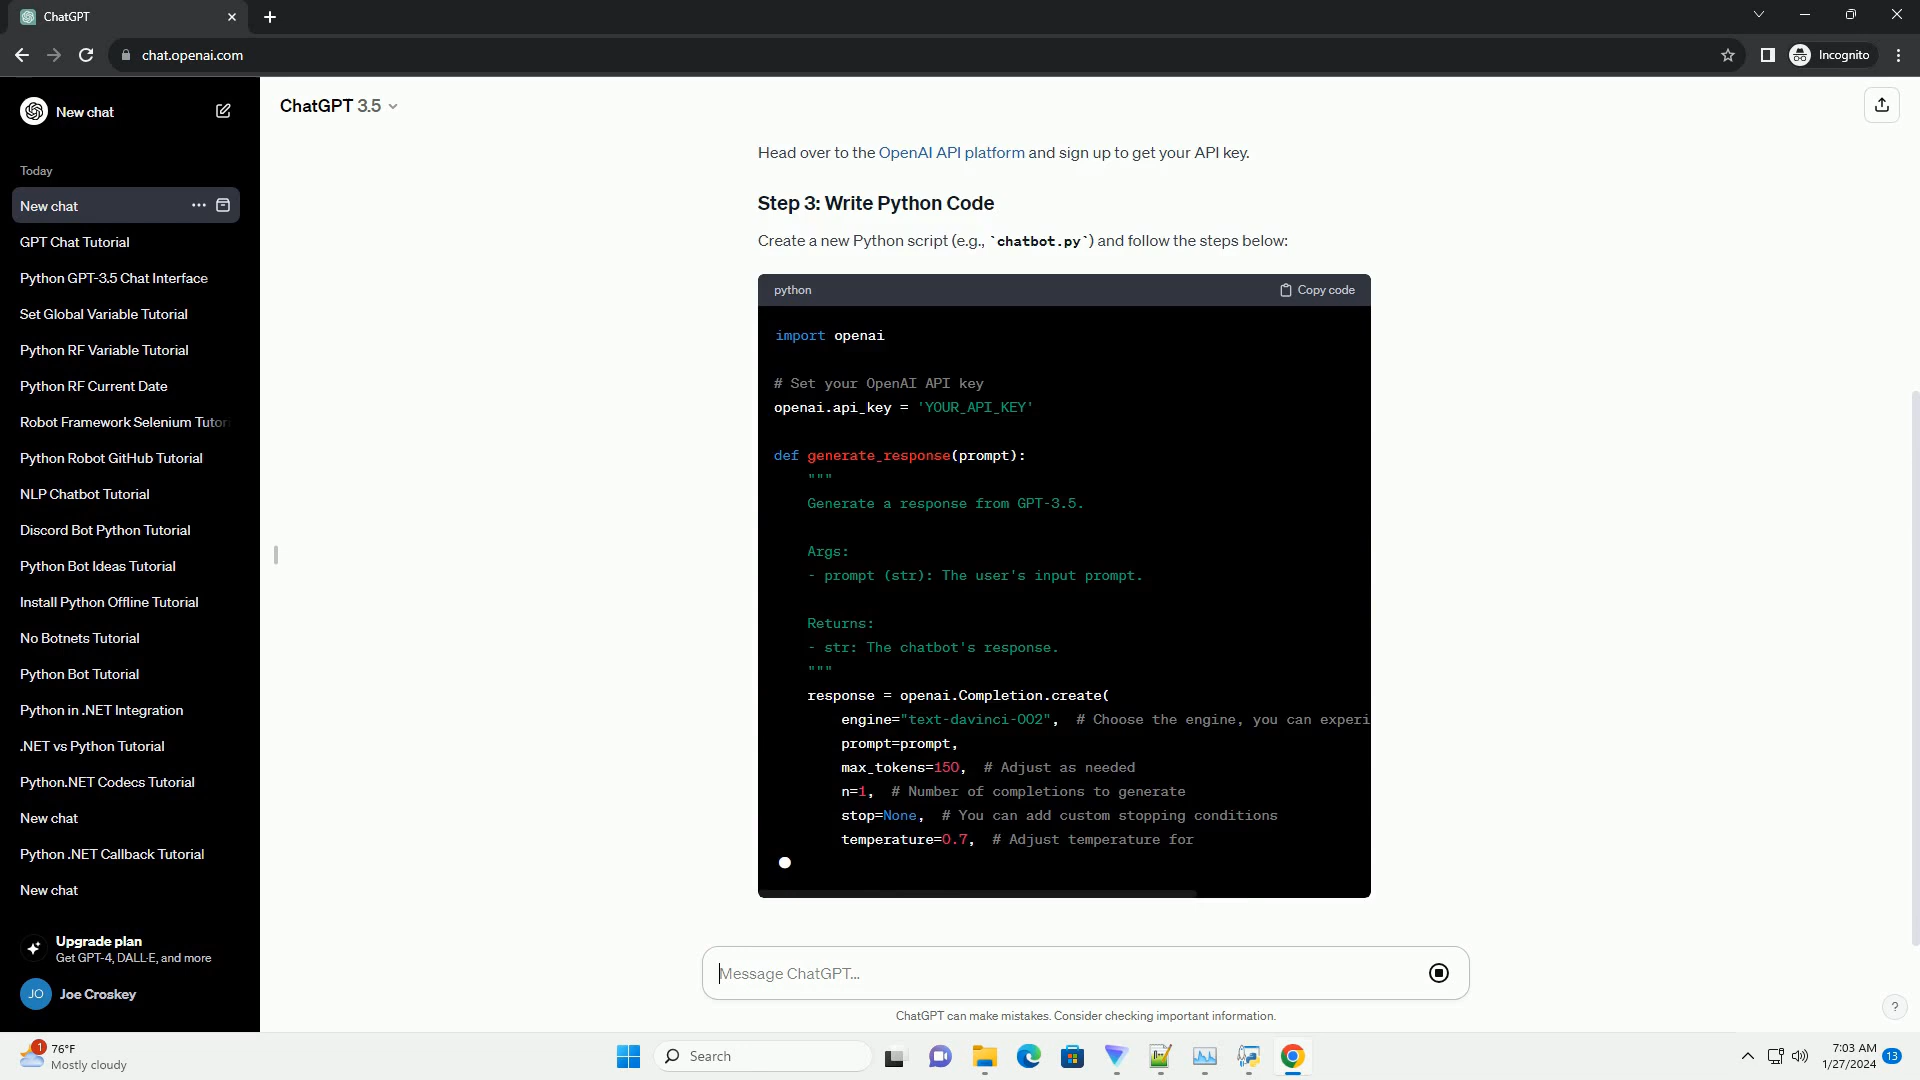 ChatGPT
chat.openai.com
Incognito
New chat
Today
New chat
GPT Chat Tutorial
Python GPT-3.5 Chat Interface
Set Global Variable Tutorial
Python RF Variable Tutorial
Python RF Current Date
Robot Framework Selenium Tutor
Python Robot GitHub Tutorial
NLP Chatbot Tutorial
Discord Bot Python Tutorial
Python Bot Ideas Tutorial
Install Python Offline Tutorial
No Botnets Tutorial
Python Bot Tutorial
Python in .NET Integration
.NET vs Python Tutorial
Python.NET Codecs Tutorial
New chat
Python .NET Callback Tutorial
New chat
Upgrade plan
Get GPT-4, DALL·E, and more
JO
Joe Croskey
ChatGPT 3.5
Head over to the OpenAI API platform and sign up to get your API key.
Step 3: Write Python Code
Create a new Python script (e.g., `chatbot.py`) and follow the steps below:
python
Copy code
import openai
# Set your OpenAI API key
openai.api_key = 'YOUR_API_KEY'
def generate_response(prompt):
"""
Generate a response from GPT-3.5.
Args:
- prompt (str): The user's input prompt.
Returns:
- str: The chatbot's response.
"""
response = openai.Completion.create(
engine="text-davinci-002",  # Choose the engine, you can experi
prompt=prompt,
max_tokens=150,  # Adjust as needed
n=1,  # Number of completions to generate
stop=None,  # You can add custom stopping conditions
temperature=0.7,  # Adjust temperature for
Message ChatGPT...
ChatGPT can make mistakes. Consider checking important information.
?
1
76°F
Mostly cloudy
Search
7:03 AM
1/27/2024
13